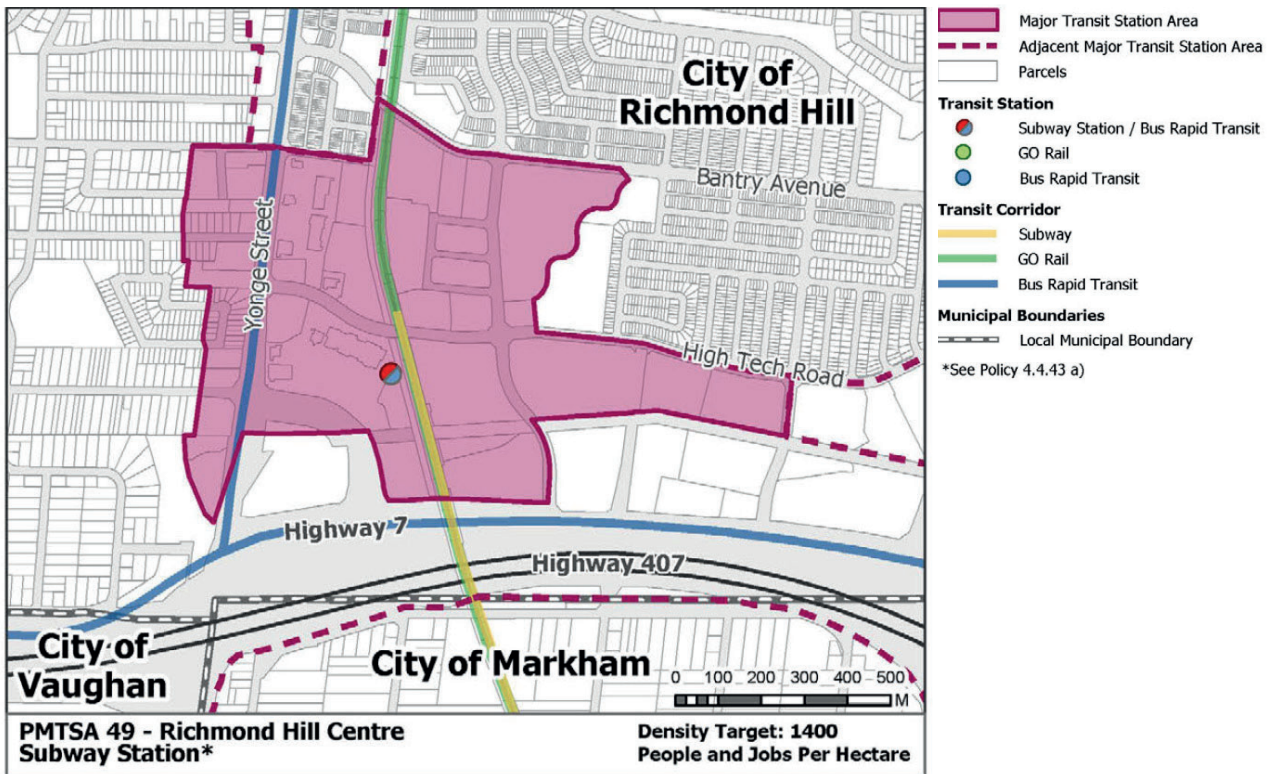 City of
Richmond Hill
Bantry Avenue
Yonge Street
High Tech Road
Highway 7
Highway 407
City of
Vaughan
City of Markham
0 100 200 300 400 500
M
PMTSA 49 - Richmond Hill Centre
Subway Station*
Density Target: 1400
People and Jobs Per Hectare
Major Transit Station Area
Adjacent Major Transit Station Area
Parcels
Transit Station
Subway Station / Bus Rapid Transit
GO Rail
Bus Rapid Transit
Transit Corridor
Subway
GO Rail
Bus Rapid Transit
Municipal Boundaries
Local Municipal Boundary
*See Policy 4.4.43 a)